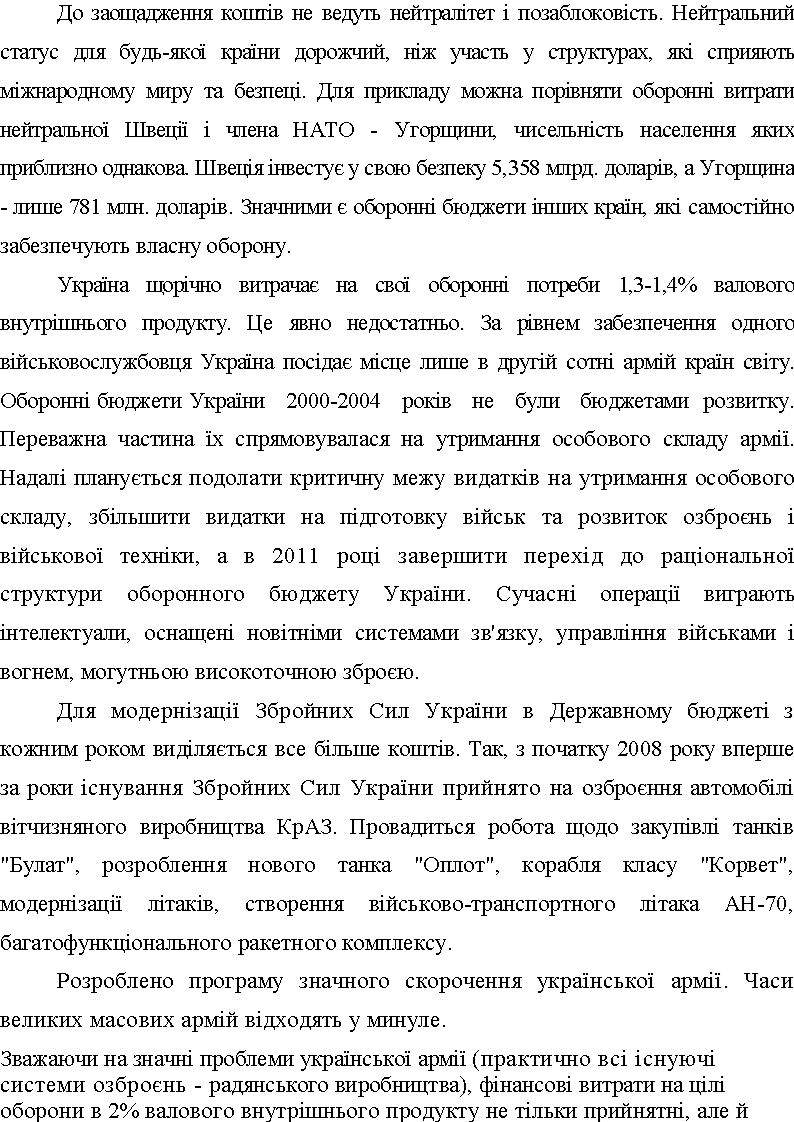 До заощадження коштів не ведуть нейтралітет і позаблоковість. Нейтральний
статус для будь-якої країни дорожчий, ніж участь у структурах, які сприяють
міжнародному миру та безпеці. Для прикладу можна порівняти оборонні витрати
нейтральної Швеції і члена НАТО - Угорщини, чисельність населення яких
приблизно однакова. Швеція інвестує у свою безпеку 5,358 млрд. доларів, а Угорщина
- лише 781 млн. доларів. Значними є оборонні бюджети інших країн, які самостійно
забезпечують власну оборону.
Україна щорічно витрачає на свої оборонні потреби 1,3-1,4% валового
внутрішнього продукту. Це явно недостатньо. За рівнем забезпечення одного
військовослужбовця Україна посідає місце лише в другій сотні армій країн світу.
Оборонні бюджети України 2000-2004 років не були бюджетами розвитку.
Переважна частина їх спрямовувалася на утримання особового складу армії.
Надалі планується подолати критичну межу видатків на утримання особового
складу, збільшити видатки на підготовку військ та розвиток озброєнь і
військової техніки, а в 2011 році завершити перехід до раціональної
структури оборонного бюджету України. Сучасні операції виграють
інтелектуали, оснащені новітніми системами зв'язку, управління військами і
вогнем, могутньою високоточною зброєю.
Для модернізації Збройних Сил України в Державному бюджеті з
кожним роком виділяється все більше коштів. Так, з початку 2008 року вперше
за роки існування Збройних Сил України прийнято на озброєння автомобілі
вітчизняного виробництва КрАЗ. Провадиться робота щодо закупівлі танків
"Булат", розроблення нового танка "Оплот", корабля класу "Корвет",
модернізації літаків, створення військово-транспортного літака АН-70,
багатофункціонального ракетного комплексу.
Розроблено програму значного скорочення української армії. Часи
великих масових армій відходять у минуле.
Зважаючи на значні проблеми української армії (практично всі існуючі
системи озброєнь - радянського виробництва), фінансові витрати на цілі
оборони в 2% валового внутрішнього продукту не тільки прийнятні, але й